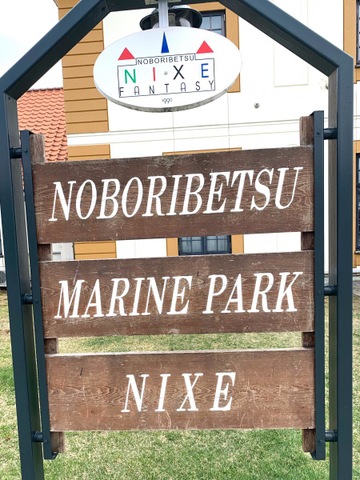 NOBORIBETSU
NIXE
FANTASY
1990
NOBORIBETSU
MARINE PARK
NIXE